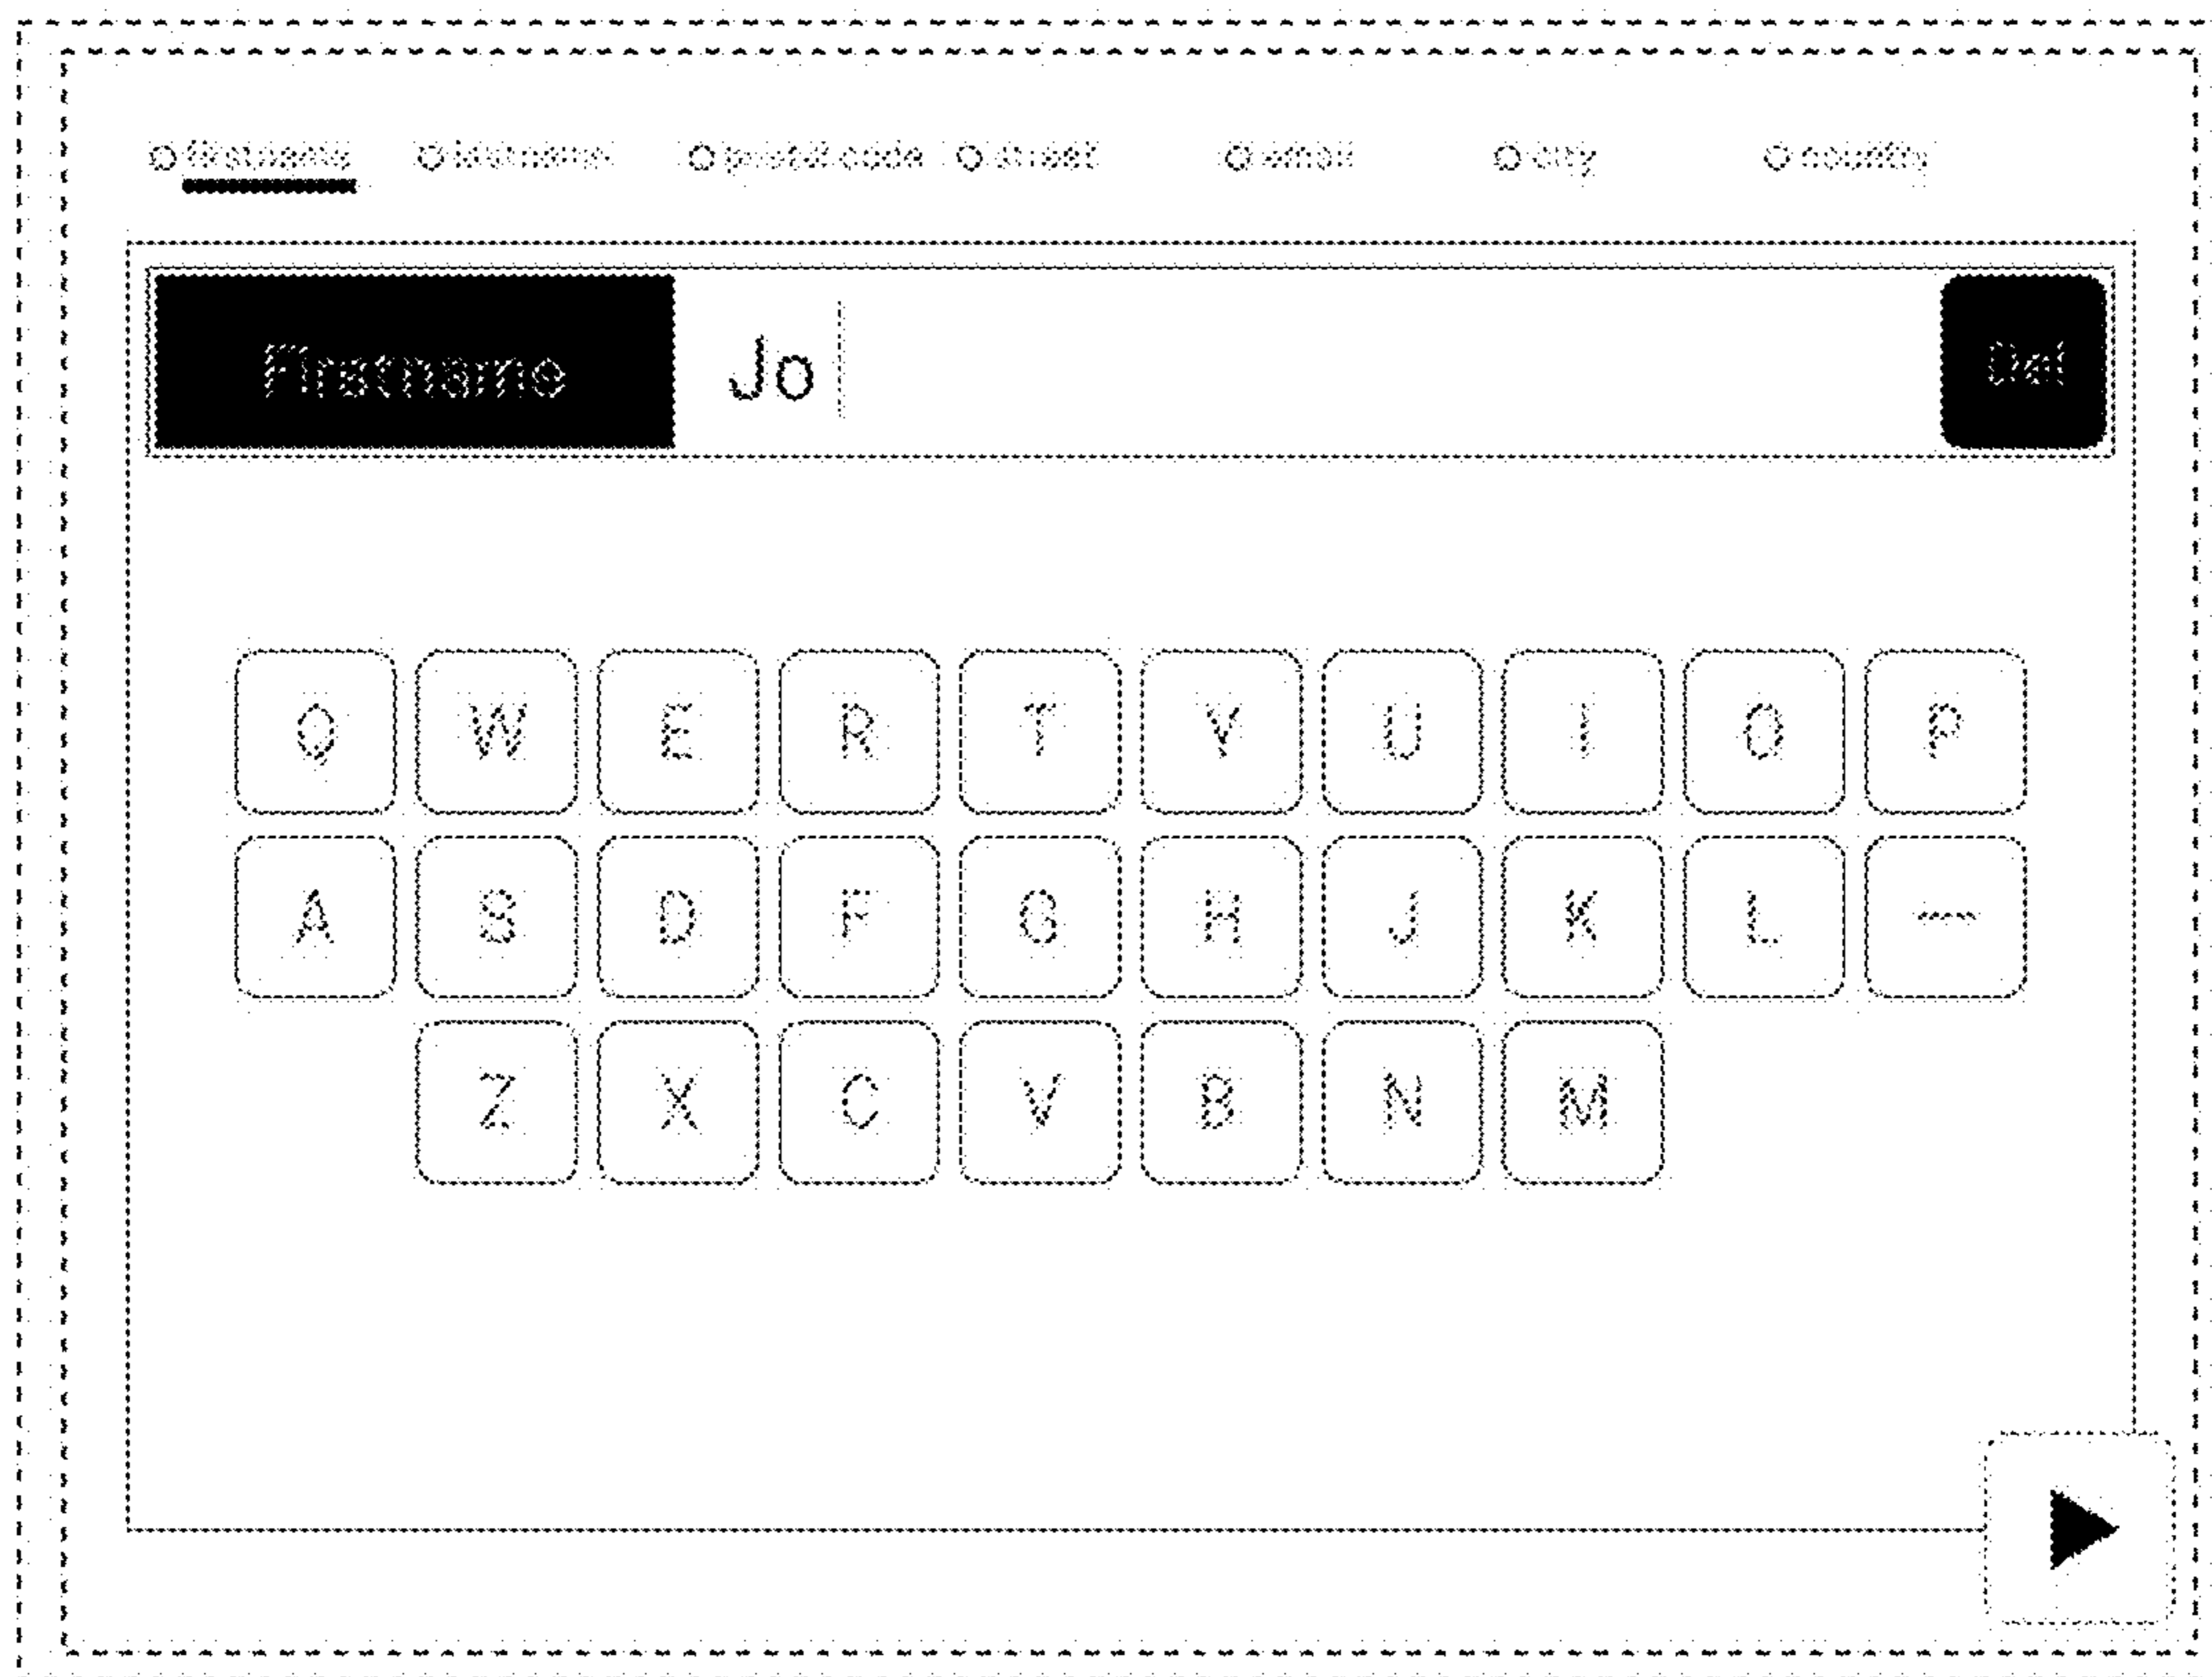 firstname lastname postal code street email city country
Firstname Jo Del
Q W E R T Y U I O P
A S D F G H J K L —
Z X C V B N M